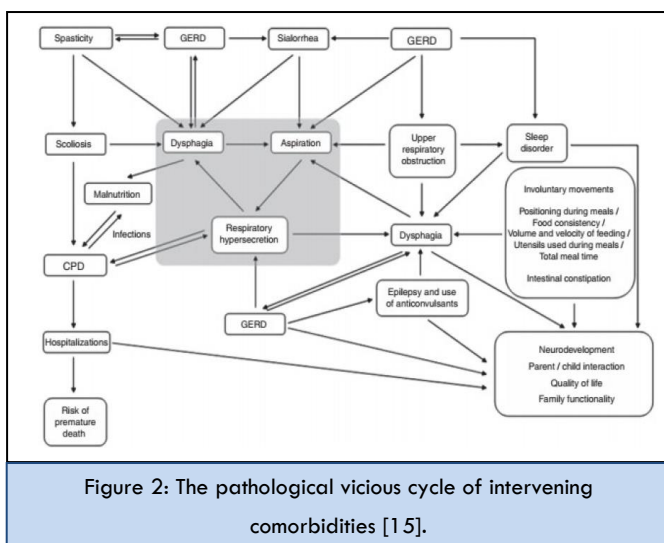 Spasticity
GERD
Sialorrhea
GERD
Scoliosis
Dysphagia
Aspiration
Upper
respiratory
obstruction
Sleep
disorder
Malnutrition
Infections
Respiratory
hypersecretion
Dysphagia
Involuntary movements
Positioning during meals /
Food consistency /
Volume and velocity of feeding /
Utensils used during meals /
Total meal time
Intestinal constipation
CPD
GERD
Epilepsy and use
of anticonvulsants
Hospitalizations
Neurodevelopment
Parent / child interaction
Quality of life
Family functionality
Risk of
premature
death
Figure 2: The pathological vicious cycle of intervening
comorbidities [15].